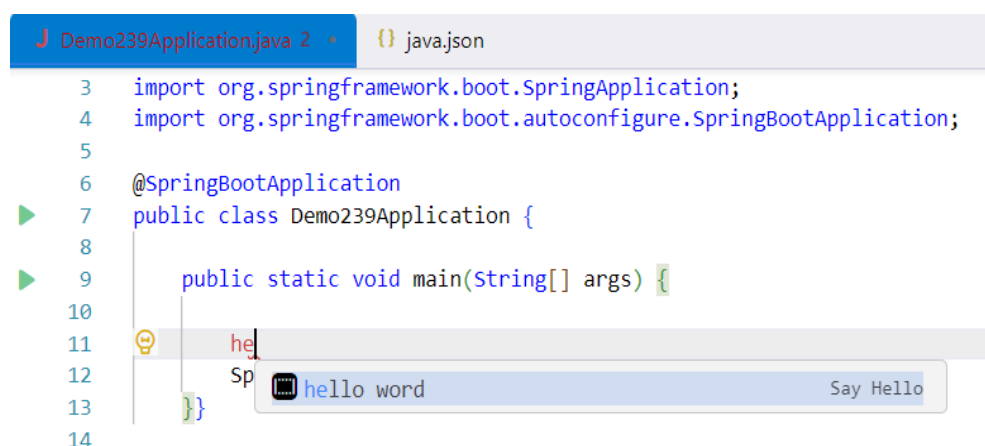 J Demo239Application.java 2 {} java.json
3 import org.springframework.boot.SpringApplication;
4 import org.springframework.boot.autoconfigure.SpringBootApplication;
5
6 @SpringBootApplication
7 public class Demo239Application {
8
9 public static void main(String[] args) {
10
11 he
12 Sp
hello word Say Hello
13 }}
14